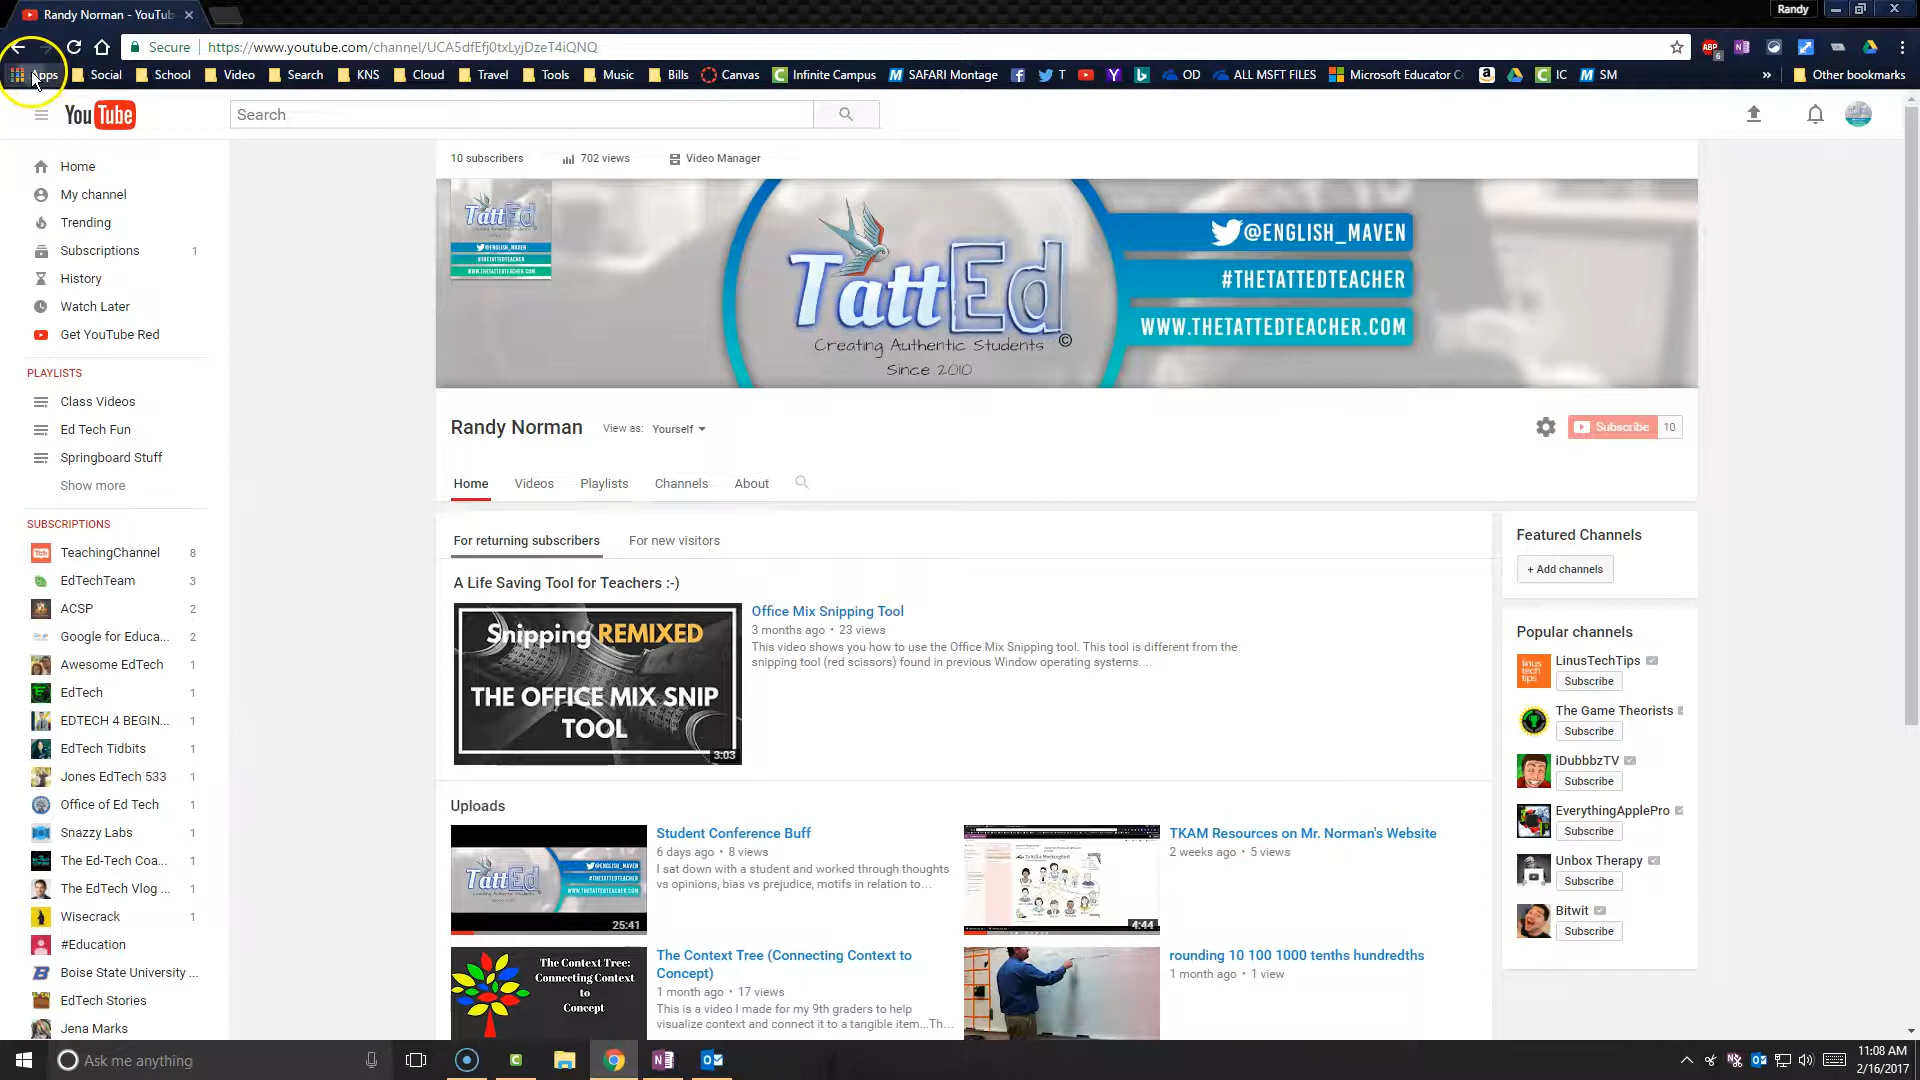 Randy Norman - YouTub
Randy
Secure https://www.youtube.com/channel/UCA5dfEfj0txLyjDzeT4iQNQ
ABP 6
Apps Social School Video Search KNS Cloud Travel Tools Music Bills Canvas Infinite Campus SAFARI Montage T OD ALL MSFT FILES Microsoft Educator C IC SM » Other bookmarks
YouTube Search
10 subscribers 702 views Video Manager
Home
My channel
Trending
Subscriptions 1
History
Watch Later
Get YouTube Red
PLAYLISTS
Class Videos
Ed Tech Fun
Springboard Stuff
Show more
SUBSCRIPTIONS
TeachingChannel 8
EdTechTeam 3
ACSP 2
Google for Educa... 2
Awesome EdTech 1
EdTech 1
EDTECH 4 BEGIN... 1
EdTech Tidbits 1
Jones EdTech 533 1
Office of Ed Tech 1
Snazzy Labs 1
The Ed-Tech Coa... 1
The EdTech Vlog ... 1
Wisecrack 1
#Education
Boise State University ...
EdTech Stories
Jena Marks
TattEd
@ENGLISH_MAVEN
#THETATTEDTEACHER
WWW.THETATTEDTEACHER.COM
TattEd ©
Creating Authentic Students
Since 2010
@ENGLISH_MAVEN
#THETATTEDTEACHER
WWW.THETATTEDTEACHER.COM
Randy Norman View as: Yourself
Subscribe 10
Home Videos Playlists Channels About
For returning subscribers For new visitors
A Life Saving Tool for Teachers :-)
Snipping REMIXED
THE OFFICE MIX SNIP
TOOL
3:03
Office Mix Snipping Tool
3 months ago • 23 views
This video shows you how to use the Office Mix Snipping tool. This tool is different from the
snipping tool (red scissors) found in previous Window operating systems. ..
Uploads
TattEd
25:41
Student Conference Buff
6 days ago • 8 views
I sat down with a student and worked through thoughts
vs opinions, bias vs prejudice, motifs in relation to...
4:44
TKAM Resources on Mr. Norman's Website
2 weeks ago • 5 views
The Context Tree:
Connecting Context
to
Concept
The Context Tree (Connecting Context to
Concept)
1 month ago • 17 views
This is a video I made for my 9th graders to help
visualize context and connect it to a tangible item...Th...
rounding 10 100 1000 tenths hundredths
1 month ago • 1 view
Featured Channels
+ Add channels
Popular channels
LinusTechTips
Subscribe
The Game Theorists
Subscribe
iDubbbzTV
Subscribe
EverythingApplePro
Subscribe
Unbox Therapy
Subscribe
Bitwit
Subscribe
Ask me anything
11:08 AM
2/16/2017